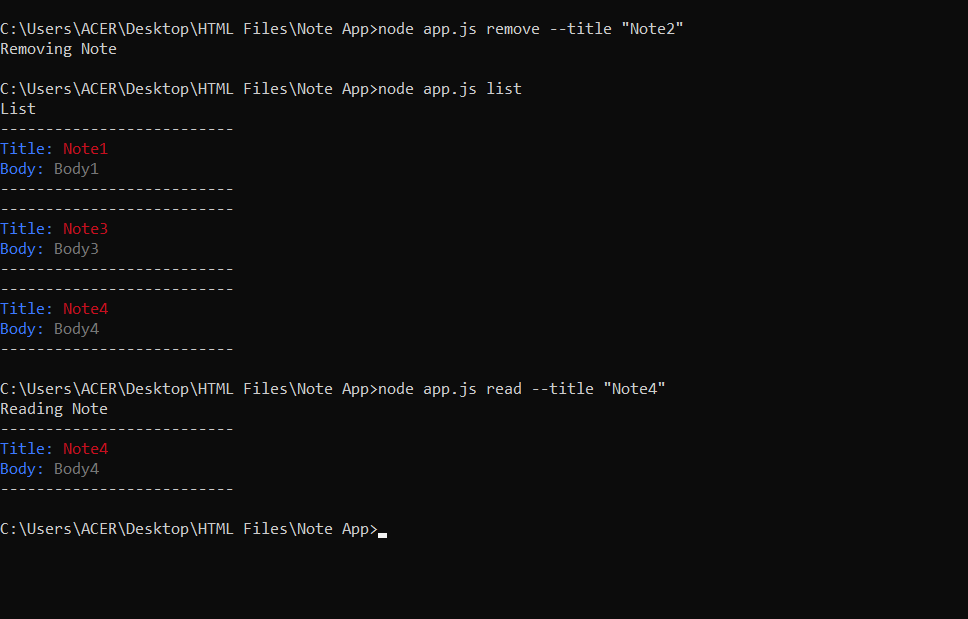 C:\Users\ACER\Desktop\HTML Files\Note App>node app.js remove --title "Note2"
Removing Note
C:\Users\ACER\Desktop\HTML Files\Note App>node app.js list
List
--------------------------
Title: Note1
Body: Body1
--------------------------
--------------------------
Title: Note3
Body: Body3
--------------------------
--------------------------
Title: Note4
Body: Body4
--------------------------
C:\Users\ACER\Desktop\HTML Files\Note App>node app.js read --title "Note4"
Reading Note
--------------------------
Title: Note4
Body: Body4
--------------------------
C:\Users\ACER\Desktop\HTML Files\Note App>